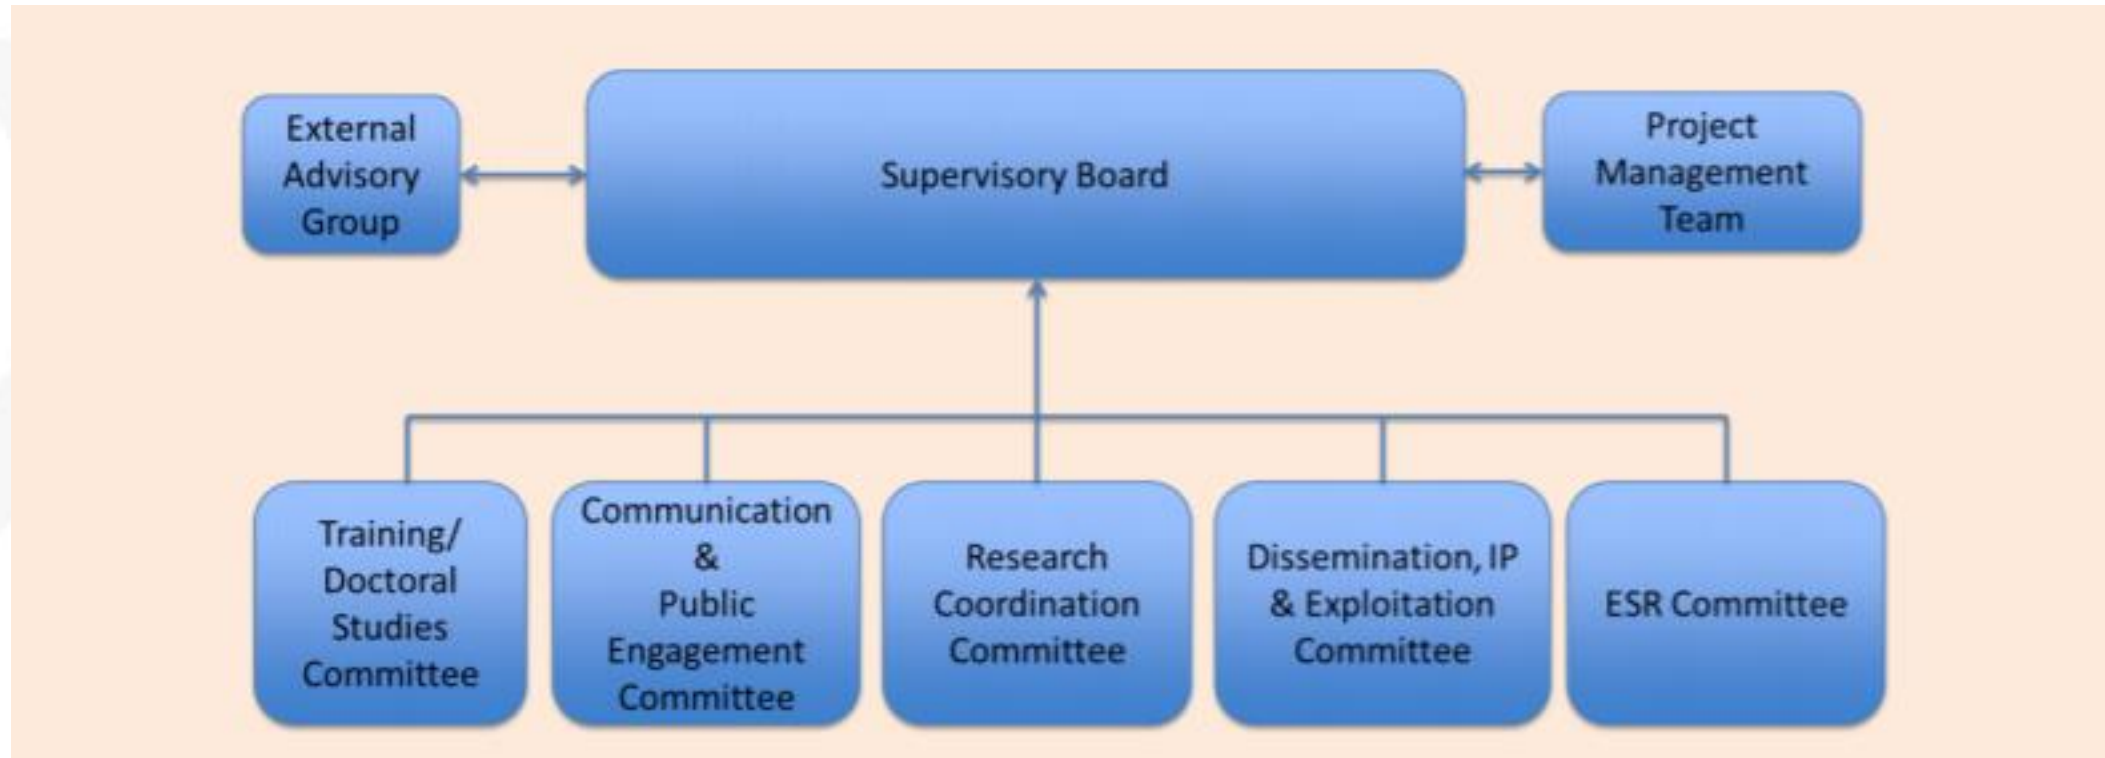 External
Advisory
Group
Supervisory Board
Project
Management
Team
Training/
Doctoral
Studies
Committee
Communication
&
Public
Engagement
Committee
Research
Coordination
Committee
Dissemination, IP
& Exploitation
Committee
ESR Committee